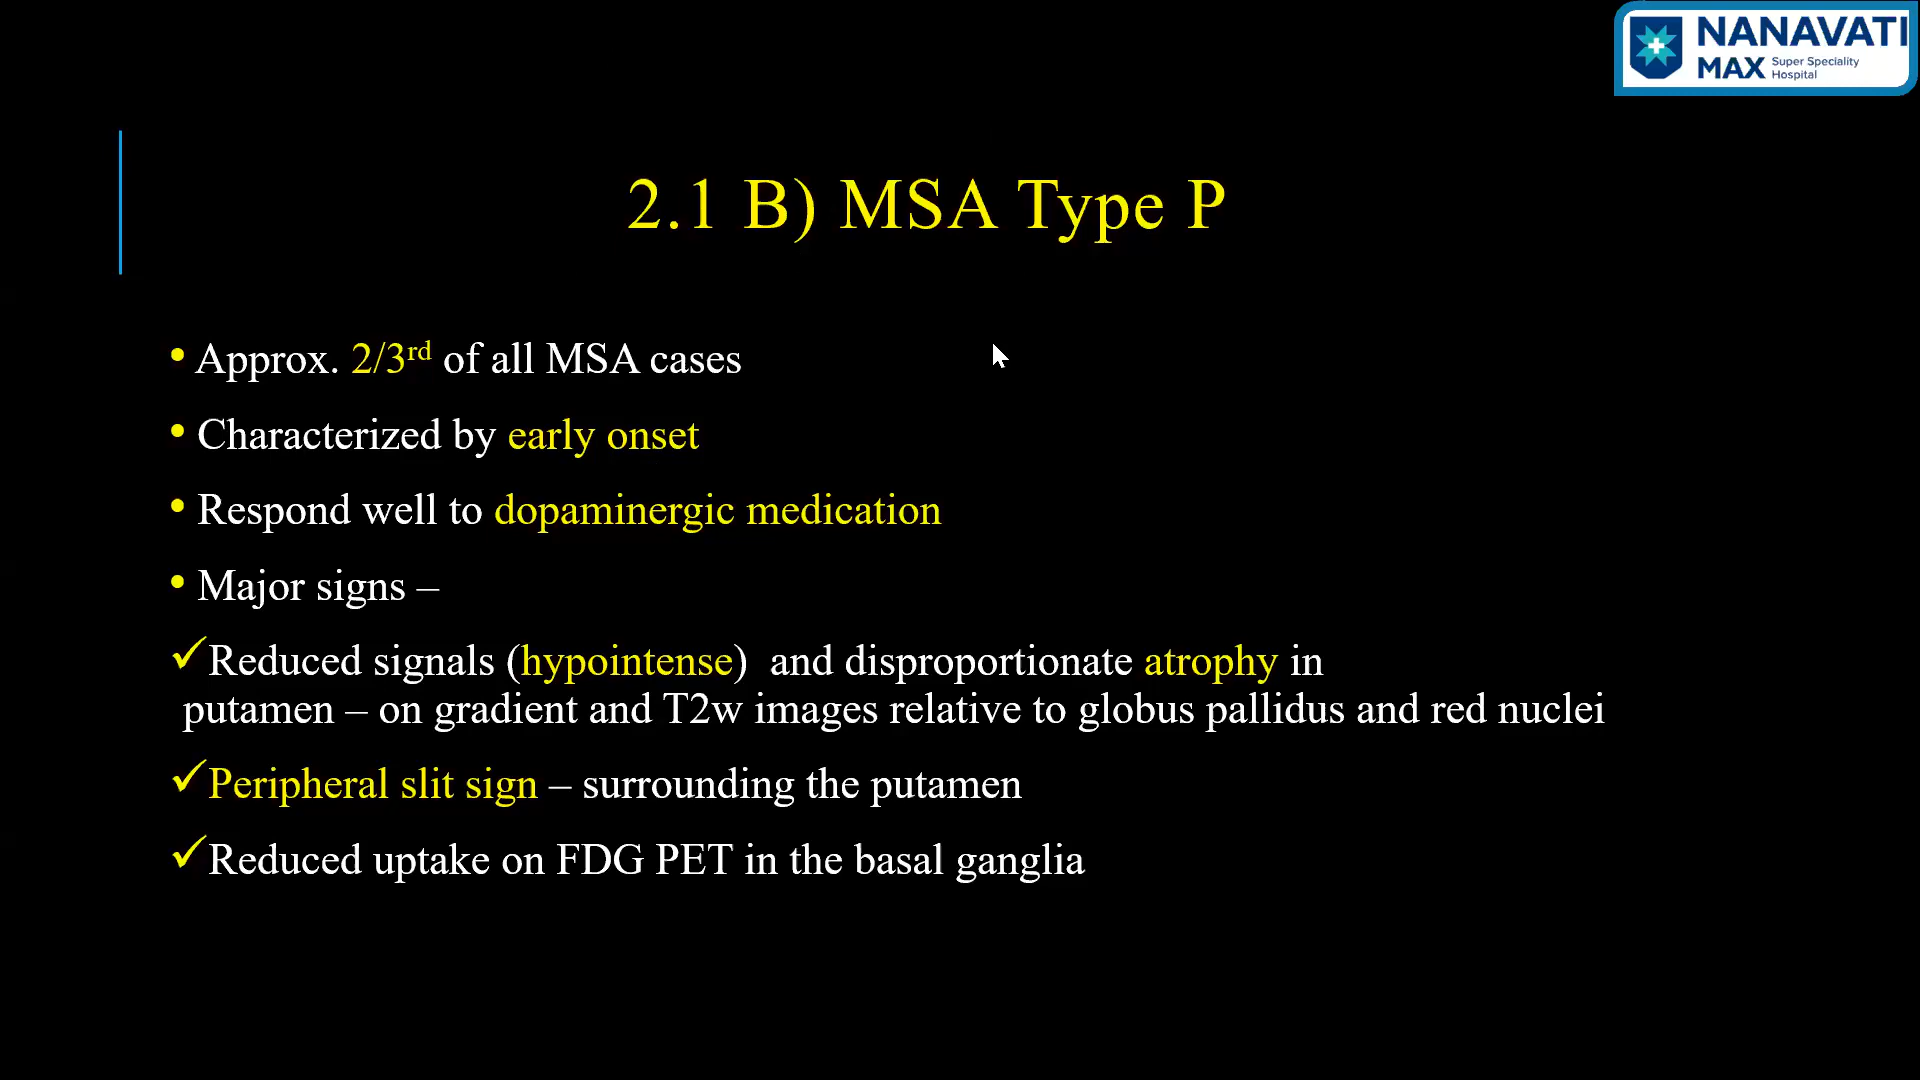 NANAVATI
MAX Super Speciality
Hospital
2.1 B) MSA Type P
• Approx. 2/3rd of all MSA cases
• Characterized by early onset
• Respond well to dopaminergic medication
• Major signs –
✓Reduced signals (hypointense)  and disproportionate atrophy in
putamen – on gradient and T2w images relative to globus pallidus and red nuclei
✓Peripheral slit sign – surrounding the putamen
✓Reduced uptake on FDG PET in the basal ganglia